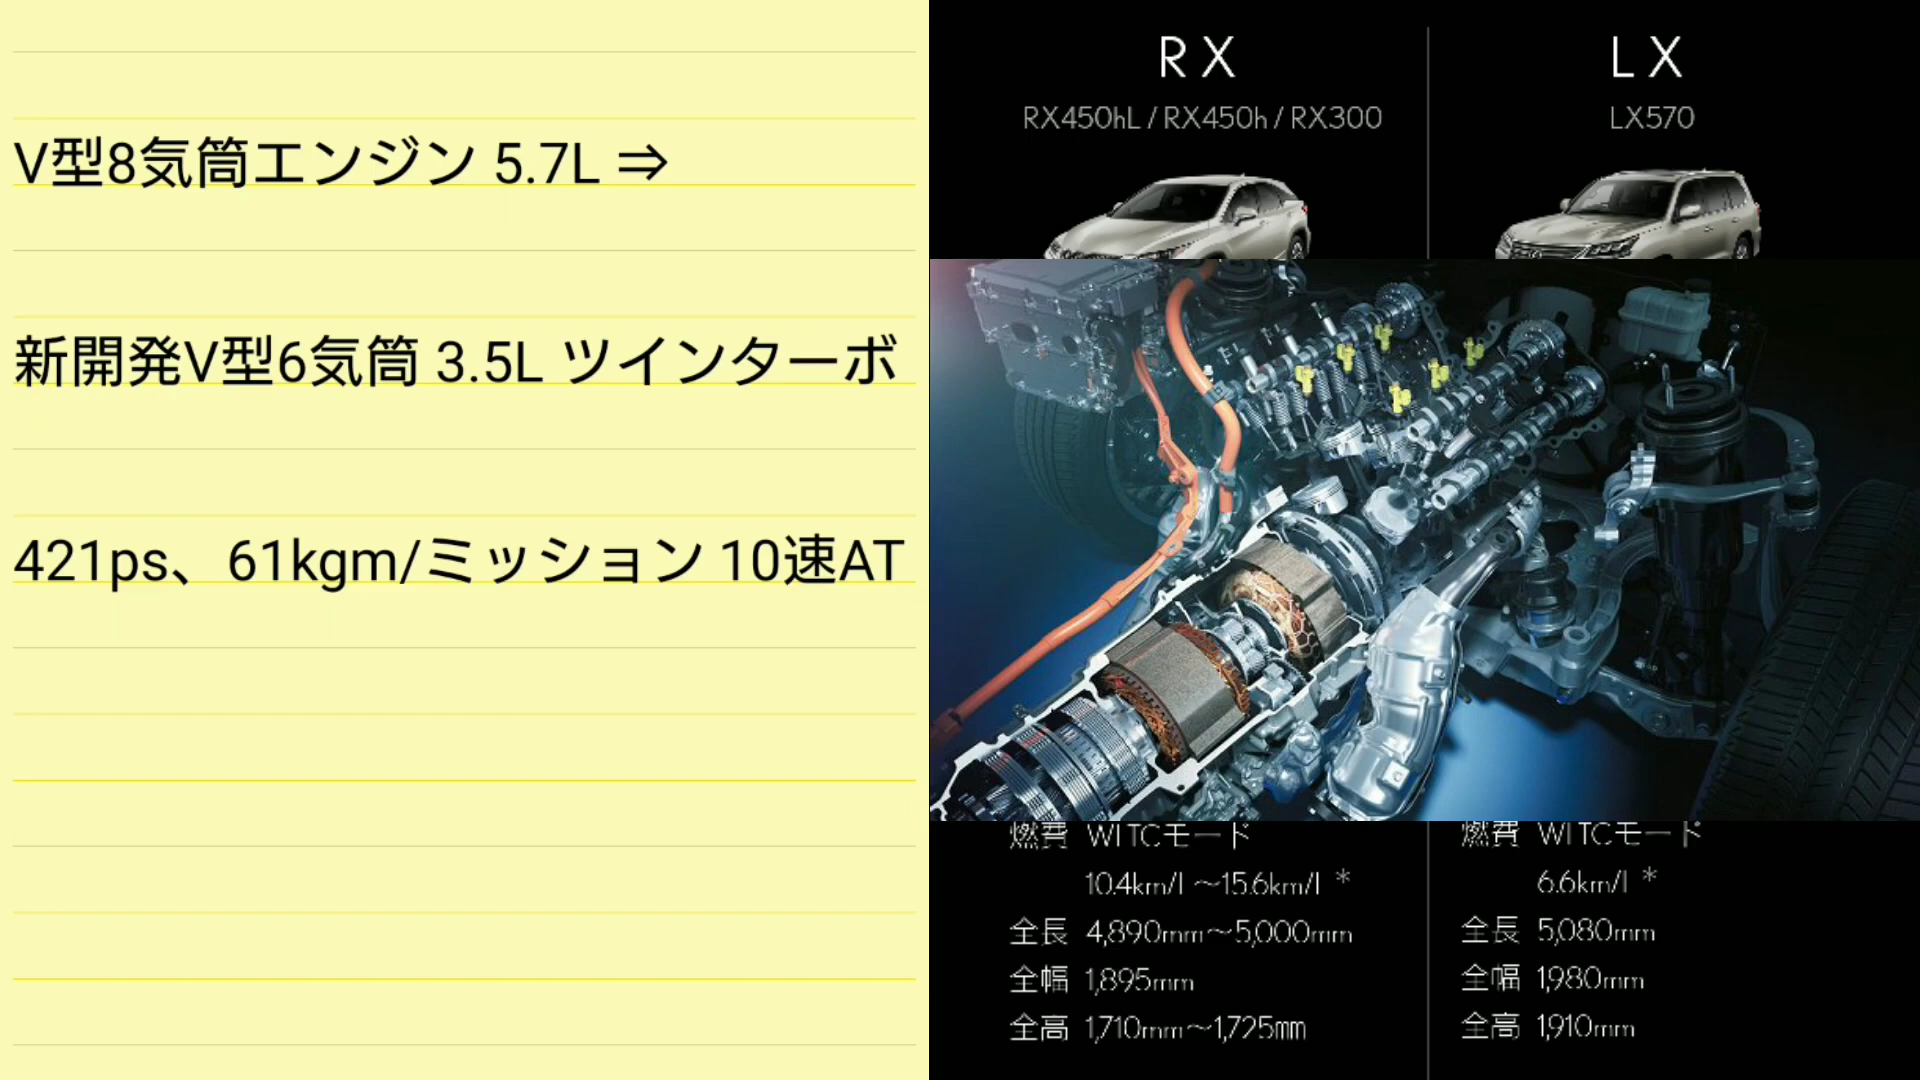 V型8気筒エンジン 5.7L ⇒
新開発V型6気筒 3.5L ツインターボ
421ps、61kgm/ミッション 10速AT
RX
RX450hL / RX450h / RX300
燃費 WLTCモード
10.4km/l ～15.6km/l *
全長 4,890mm～5,000mm
全幅 1,895mm
全高 1,710mm～1,725mm
LX
LX570
燃費 WLTCモード
6.6km/l *
全長 5,080mm
全幅 1,980mm
全高 1,910mm